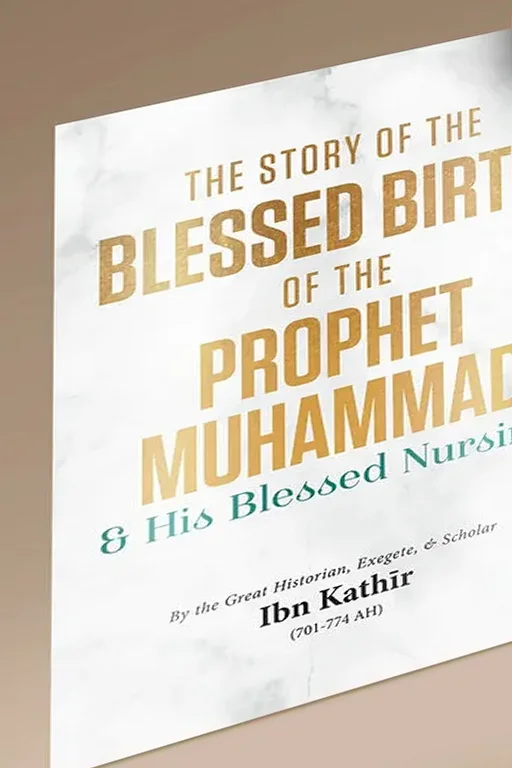 THE STORY OF THE
BLESSED BIRT
OF THE
PROPHET
MUHAMMAD
& His Blessed Nursin
By the Great Historian, Exegete, & Scholar
Ibn Kathīr
(701-774 AH)